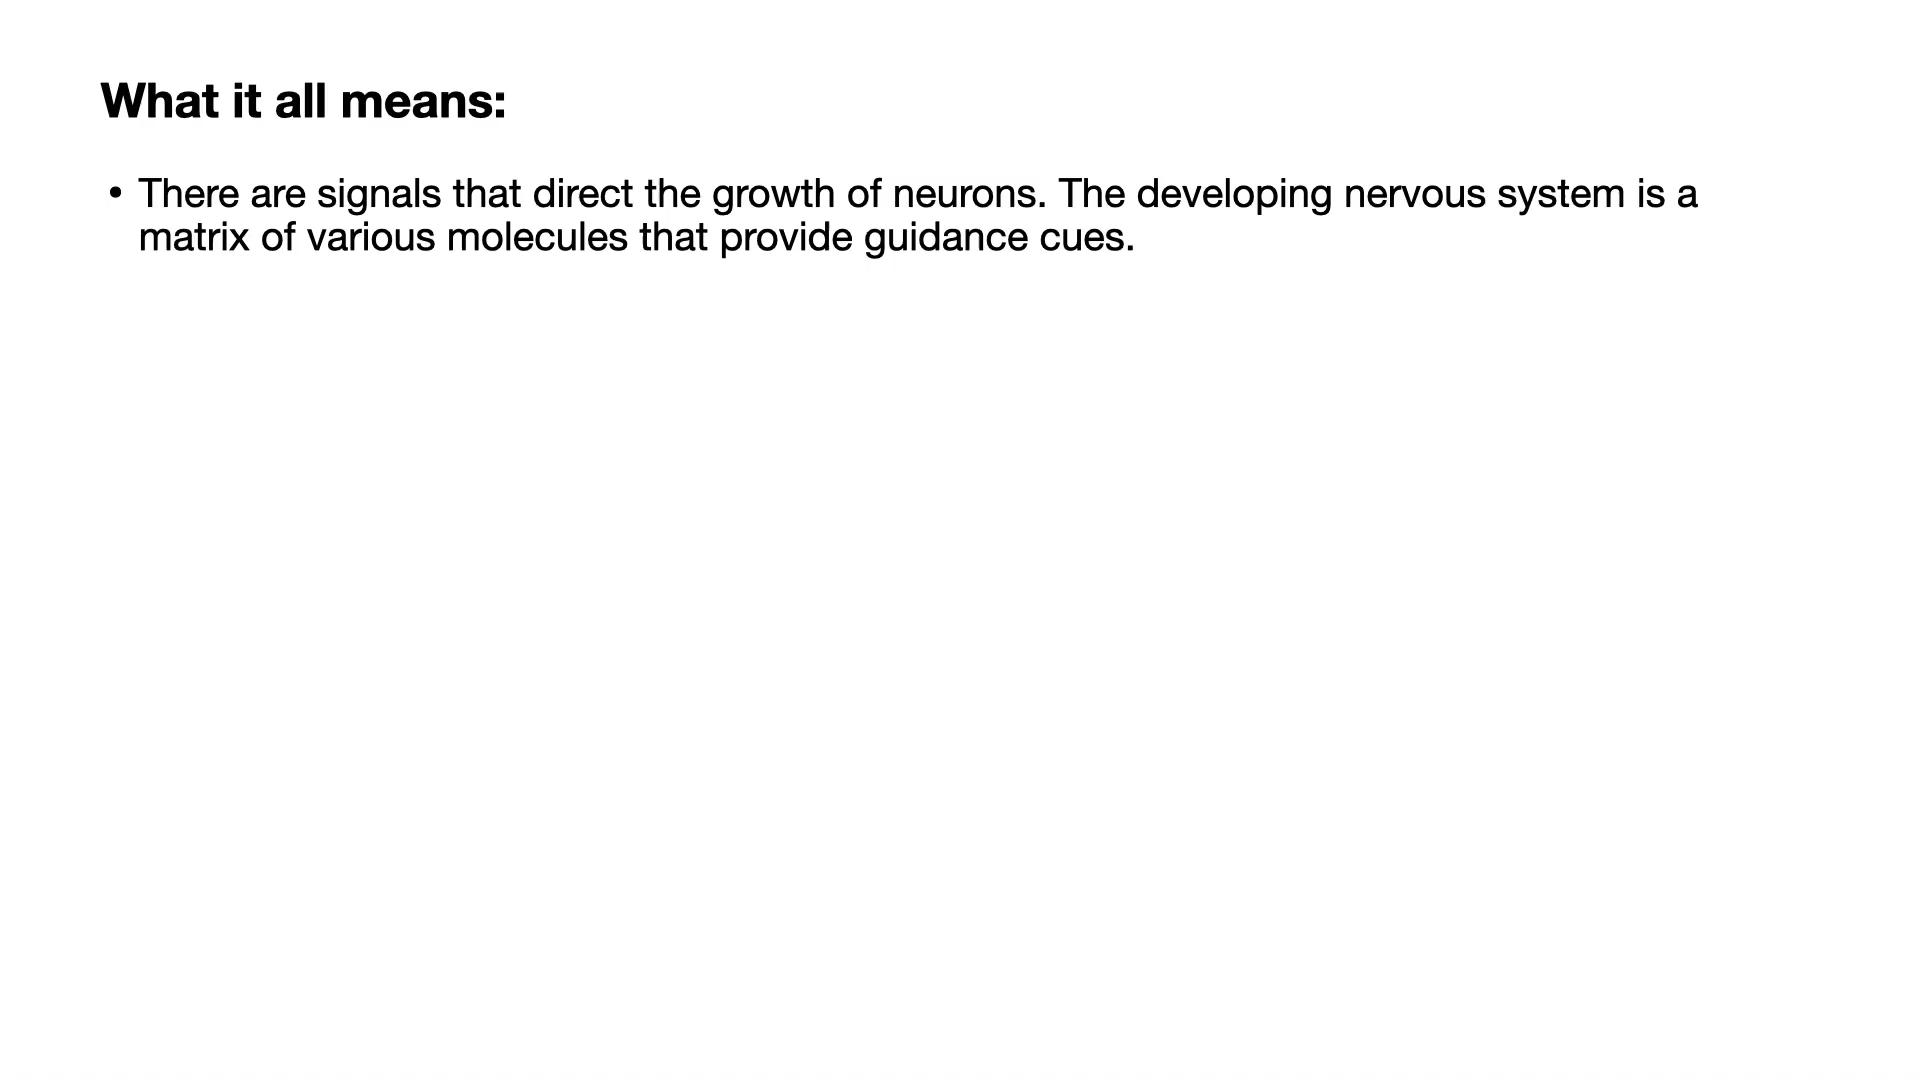 What it all means:
• There are signals that direct the growth of neurons. The developing nervous system is a
matrix of various molecules that provide guidance cues.